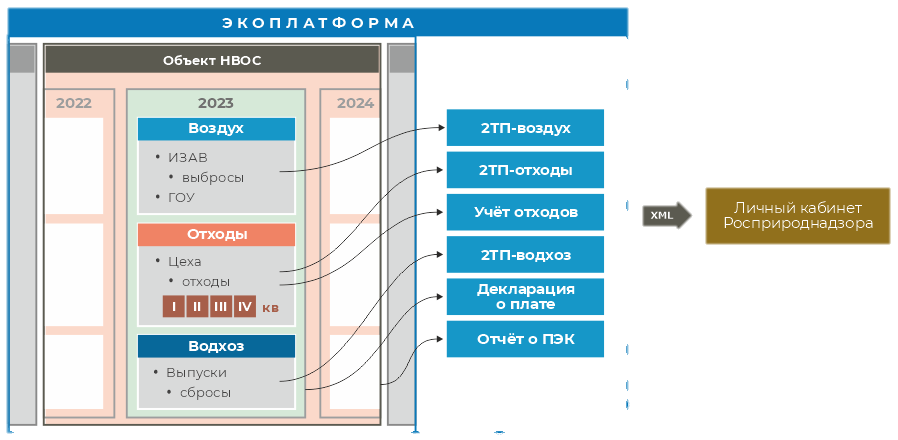 ЭКОПЛАТФОРМА
Объект НВОС
2022
2023
2024
Воздух
• ИЗАВ
• выбросы
• ГОУ
Отходы
• Цеха
• отходы
I II III IV кв
Водхоз
• Выпуски
• сбросы
2ТП-воздух
2ТП-отходы
Учёт отходов
2ТП-водхоз
Декларация
о плате
Отчёт о ПЭК
XML
Личный кабинет
Росприроднадзора